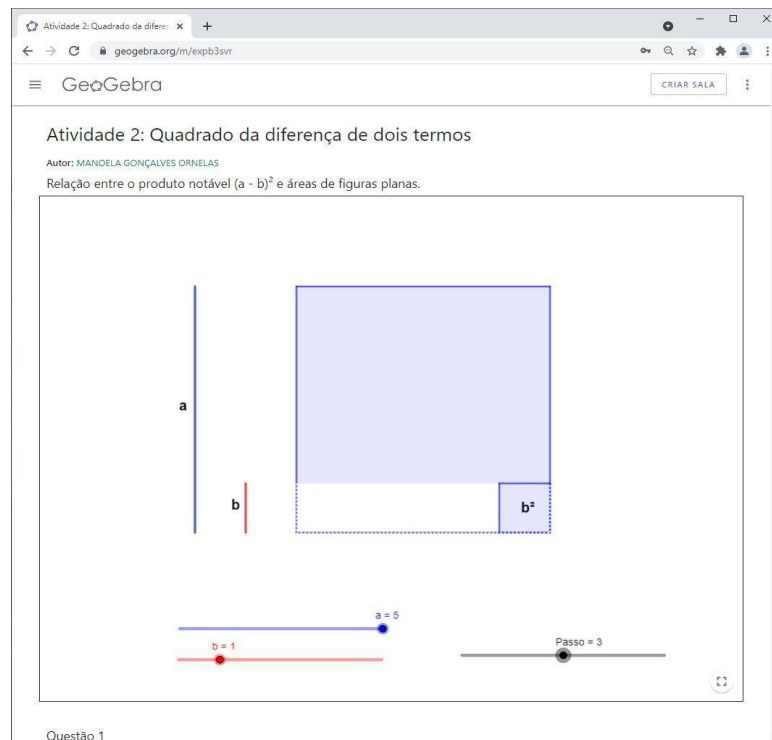 Atividade 2: Quadrado da difere
geogebra.org/m/expb3svr
GeoGebra
CRIAR SALA
Atividade 2: Quadrado da diferença de dois termos
Autor: MANOELA GONÇALVES ORNELAS
Relação entre o produto notável (a - b)² e áreas de figuras planas.
a
b
b²
a = 5
b = 1
Passo = 3
Questão 1